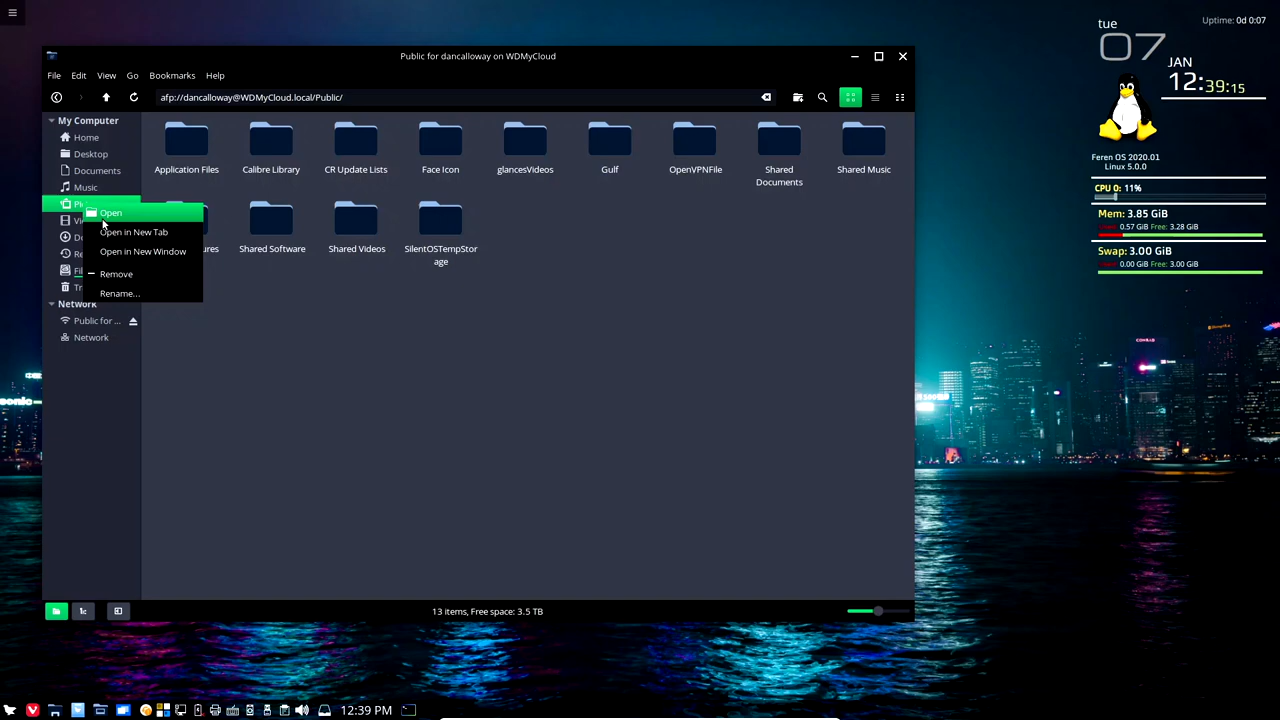 Public for dancalloway on WDMyCloud
File Edit View Go Bookmarks Help
afp://dancalloway@WDMyCloud.local/Public/
My Computer
Home
Desktop
Documents
Music
Open
Open in New Tab
Open in New Window
Remove
Rename...
Network
Public for ...
Network
Application Files
Calibre Library
CR Update Lists
Face Icon
glancesVideos
Gulf
OpenVPNFile
Shared
Documents
Shared Music
Shared Software
Shared Videos
SilentOSTempStor
age
13 items, Free space: 3.5 TB
Uptime: 0d 0:07
tue
07
JAN
12:39:15
Feren OS 2020.01
Linux 5.0.0
CPU 0: 11%
Mem: 3.85 GiB
0.57 GiB Free: 3.28 GiB
Swap: 3.00 GiB
0.00 GiB Free: 3.00 GiB
CONRAD
12:39 PM